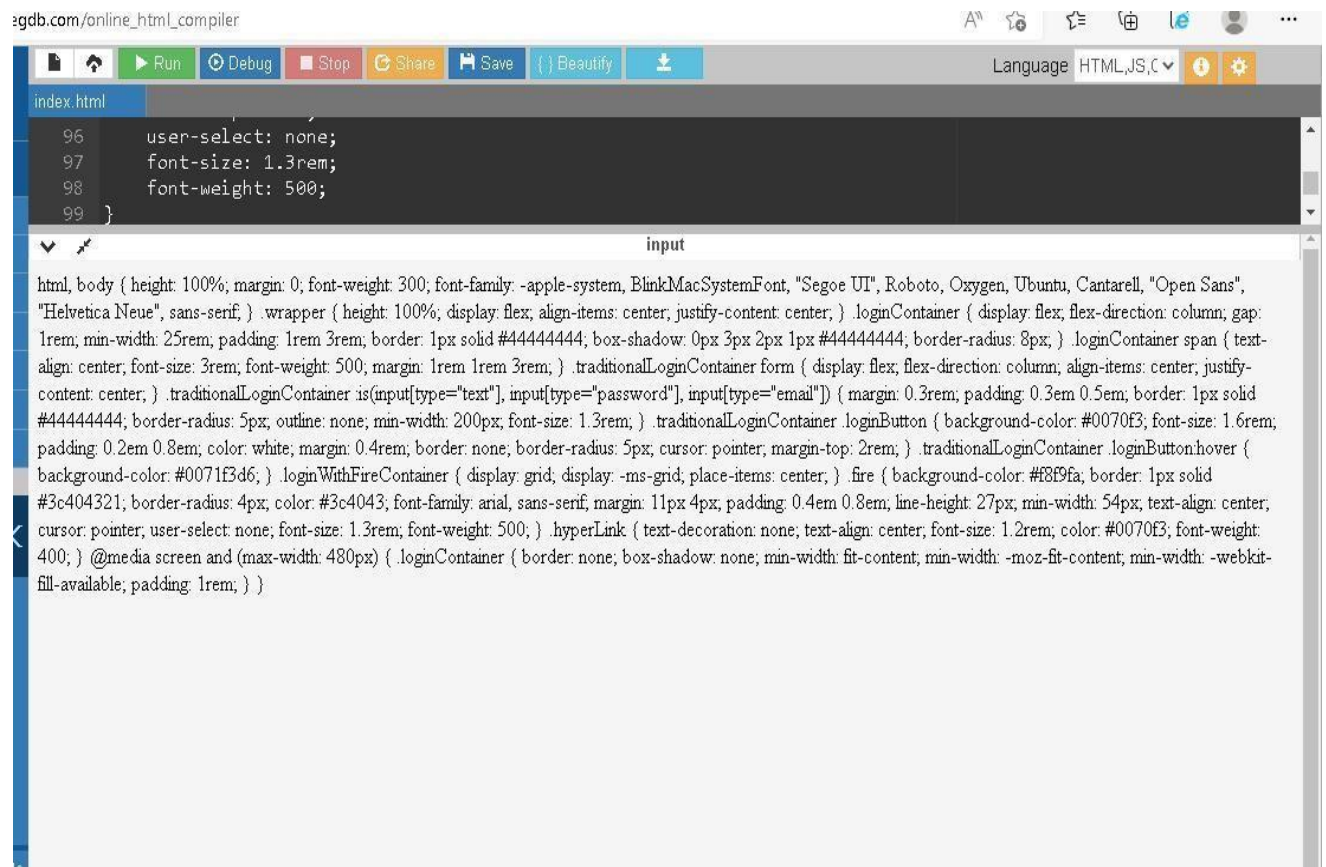 egdb.com/online_html_compiler
Run Debug Stop Share Save { } Beautify Language HTML,JS,C
index.html
96 user-select: none;
97 font-size: 1.3rem;
98 font-weight: 500;
99 }
input
html, body { height: 100%; margin: 0; font-weight: 300; font-family: -apple-system, BlinkMacSystemFont, "Segoe UI", Roboto, Oxygen, Ubuntu, Cantarell, "Open Sans",
"Helvetica Neue", sans-serif; } .wrapper { height: 100%; display: flex; align-items: center; justify-content: center; } .loginContainer { display: flex; flex-direction: column; gap:
1rem; min-width: 25rem; padding: 1rem 3rem; border: 1px solid #44444444; box-shadow: 0px 3px 2px 1px #44444444; border-radius: 8px; } .loginContainer span { text-
align: center; font-size: 3rem; font-weight: 500; margin: 1rem 1rem 3rem; } .traditionalLoginContainer form { display: flex; flex-direction: column; align-items: center; justify-
content: center; } .traditionalLoginContainer :is(input[type="text"], input[type="password"], input[type="email"]) { margin: 0.3rem; padding: 0.3em 0.5em; border: 1px solid
#44444444; border-radius: 5px; outline: none; min-width: 200px; font-size: 1.3rem; } .traditionalLoginContainer .loginButton { background-color: #0070f3; font-size: 1.6rem;
padding: 0.2em 0.8em; color: white; margin: 0.4rem; border: none; border-radius: 5px; cursor: pointer; margin-top: 2rem; } .traditionalLoginContainer .loginButton:hover {
background-color: #0071f3d6; } .loginWithFireContainer { display: grid; display: -ms-grid; place-items: center; } .fire { background-color: #f8f9fa; border: 1px solid
#3c404321; border-radius: 4px; color: #3c4043; font-family: arial, sans-serif; margin: 11px 4px; padding: 0.4em 0.8em; line-height: 27px; min-width: 54px; text-align: center;
cursor: pointer; user-select: none; font-size: 1.3rem; font-weight: 500; } .hyperLink { text-decoration: none; text-align: center; font-size: 1.2rem; color: #0070f3; font-weight:
400; } @media screen and (max-width: 480px) { .loginContainer { border: none; box-shadow: none; min-width: fit-content; min-width: -moz-fit-content; min-width: -webkit-
fill-available; padding: 1rem; } }